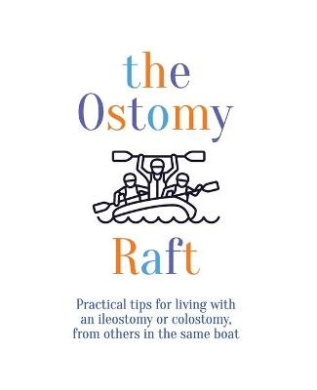 the
Ostomy
Raft
Practical tips for living with
an ileostomy or colostomy,
from others in the same boat